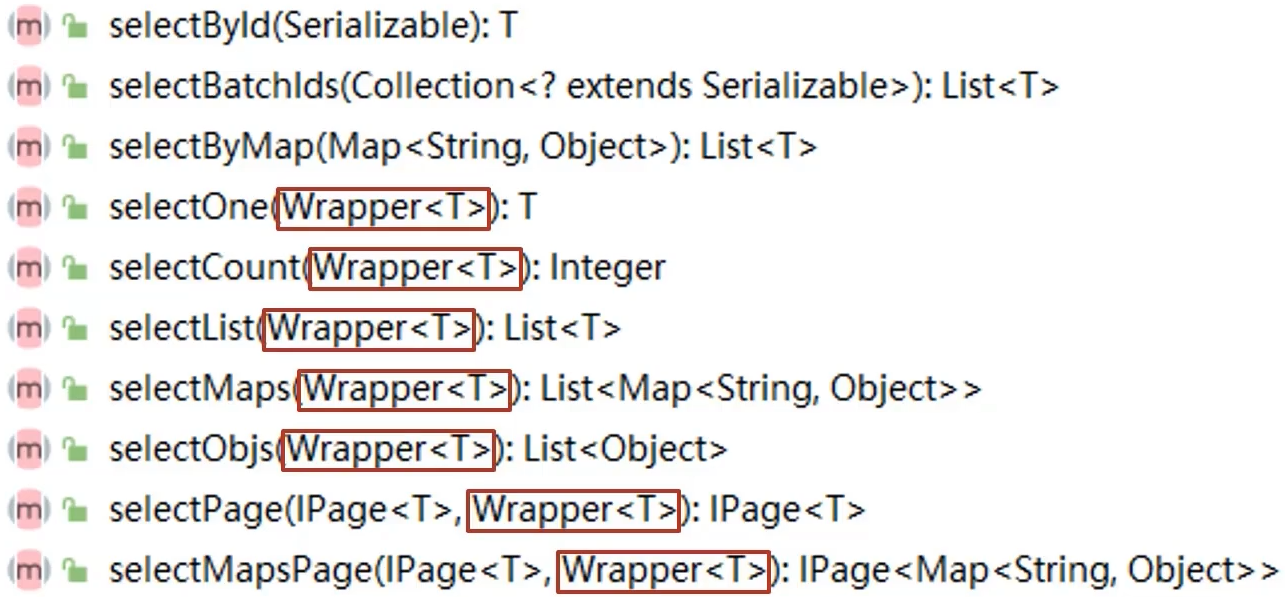 selectById(Serializable): T
selectBatchIds(Collection<? extends Serializable>): List<T>
selectByMap(Map<String, Object>): List<T>
selectOne(Wrapper<T>): T
selectCount(Wrapper<T>): Integer
selectList(Wrapper<T>): List<T>
selectMaps(Wrapper<T>): List<Map<String, Object>>
selectObjs(Wrapper<T>): List<Object>
selectPage(IPage<T>, Wrapper<T>): IPage<T>
selectMapsPage(IPage<T>, Wrapper<T>): IPage<Map<String, Object>>